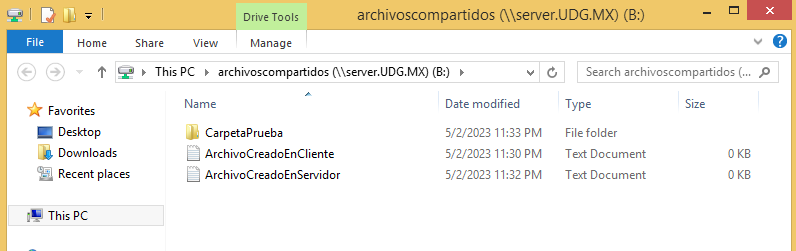 Drive Tools
archivoscompartidos (\\server.UDG.MX) (B:)
File Home Share View Manage
This PC archivoscompartidos (\\server.UDG.MX) (B:)
Search archivoscompartidos (...
Favorites
Desktop
Downloads
Recent places
This PC
Name Date modified Type Size
CarpetaPrueba 5/2/2023 11:33 PM File folder
ArchivoCreadoEnCliente 5/2/2023 11:30 PM Text Document 0 KB
ArchivoCreadoEnServidor 5/2/2023 11:32 PM Text Document 0 KB